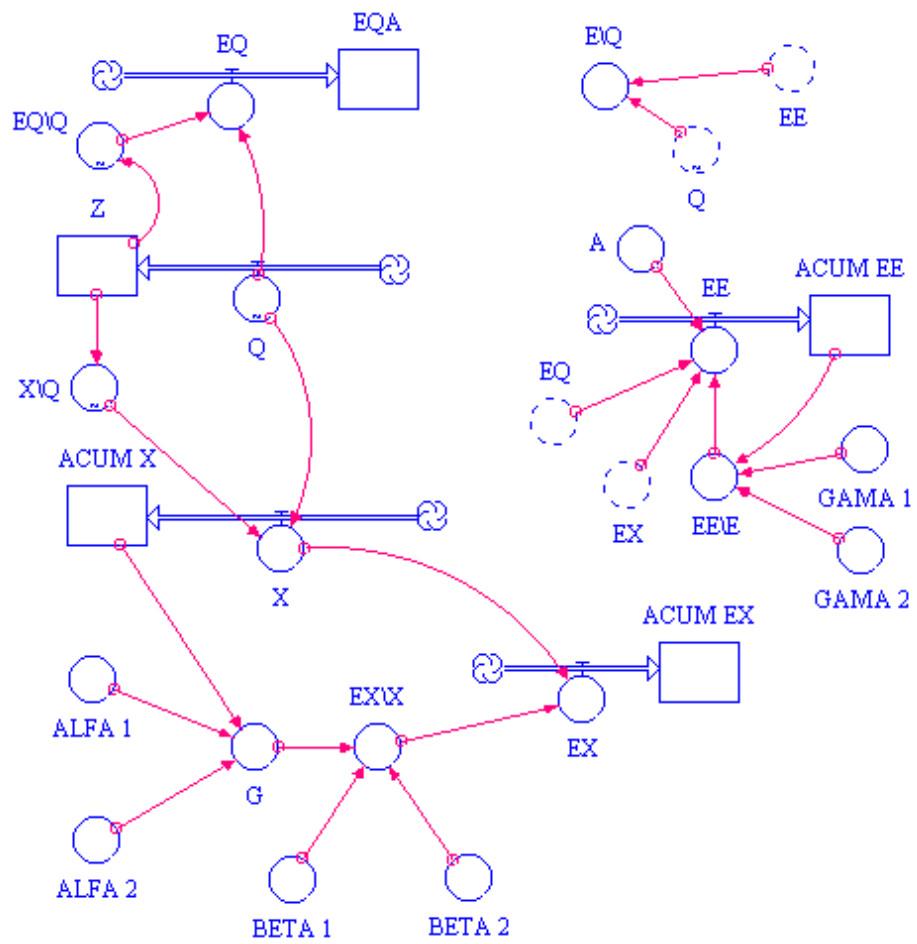 EQA
EQ
E\Q
EE
EQ\Q
Q
Z
A
EE
ACUM EE
Q
X\Q
EQ
ACUM X
EX
EE\E
GAMA 1
X
GAMA 2
ACUM EX
ALFA 1
EX\X
EX
G
ALFA 2
BETA 1
BETA 2